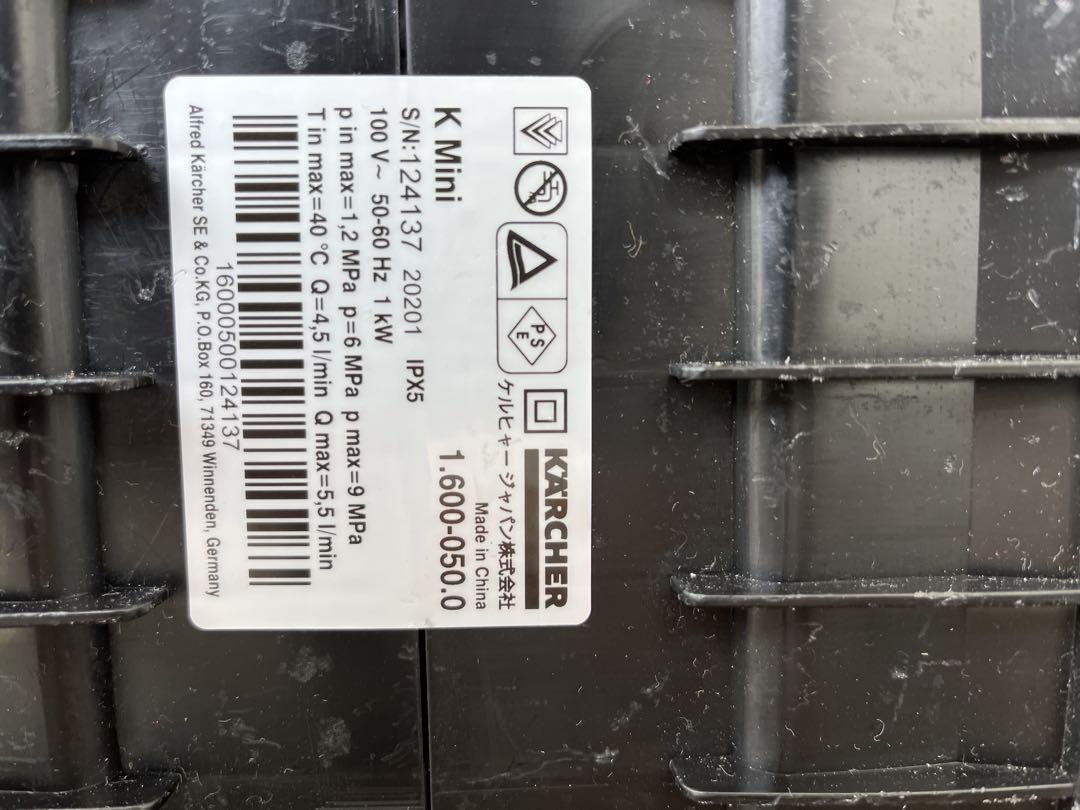 PS
E
KÄRCHER
ケルヒャージャパン株式会社
Made in China
K Mini
1.600-050.0
S/N:124137 20201 IPX5
100 V~ 50-60 Hz 1 kW
p in max=1,2 MPa p=6 MPa p max=9 MPa
T in max=40 °C Q=4,5 l/min Q max=5,5 l/min
16000500124137
Alfred Kärcher SE & Co.KG, P.O.Box 160, 71349 Winnenden, Germany